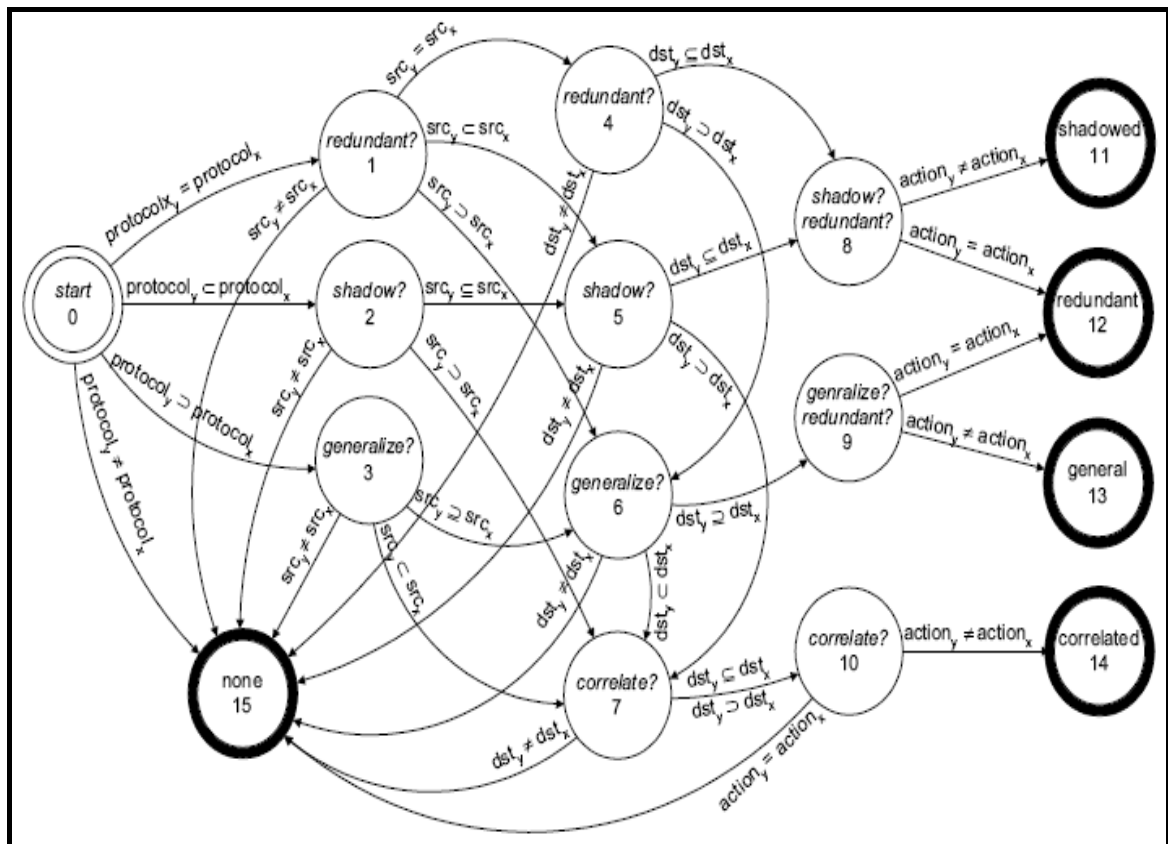 start
0
redundant?
1
shadow?
2
generalize?
3
redundant?
4
shadow?
5
generalize?
6
correlate?
7
shadow?
redundant?
8
genralize?
redundant?
9
correlate?
10
shadowed
11
redundant
12
general
13
correlated
14
none
15
protocolxy = protocolx
protocoly ⊂ protocolx
protocoly ⊃ protocolx
protocoly ≠ protocolx
srcy = srcx
srcy ⊂ srcx
srcy ⊃ srcx
srcy ≠ srcx
srcy ⊆ srcx
srcy ⊃ srcx
srcy ≠ srcx
srcy ⊇ srcx
srcy ⊂ srcx
srcy ≠ srcx
dsty ⊆ dstx
dsty ⊃ dstx
dsty ≠ dstx
dsty ⊆ dstx
dsty ⊃ dstx
dsty ≠ dstx
dsty ⊇ dstx
dsty ⊂ dstx
dsty ≠ dstx
dsty ⊆ dstx
dsty ⊃ dstx
dsty ≠ dstx
actiony ≠ actionx
actiony = actionx
actiony = actionx
actiony ≠ actionx
actiony ≠ actionx
actiony = actionx